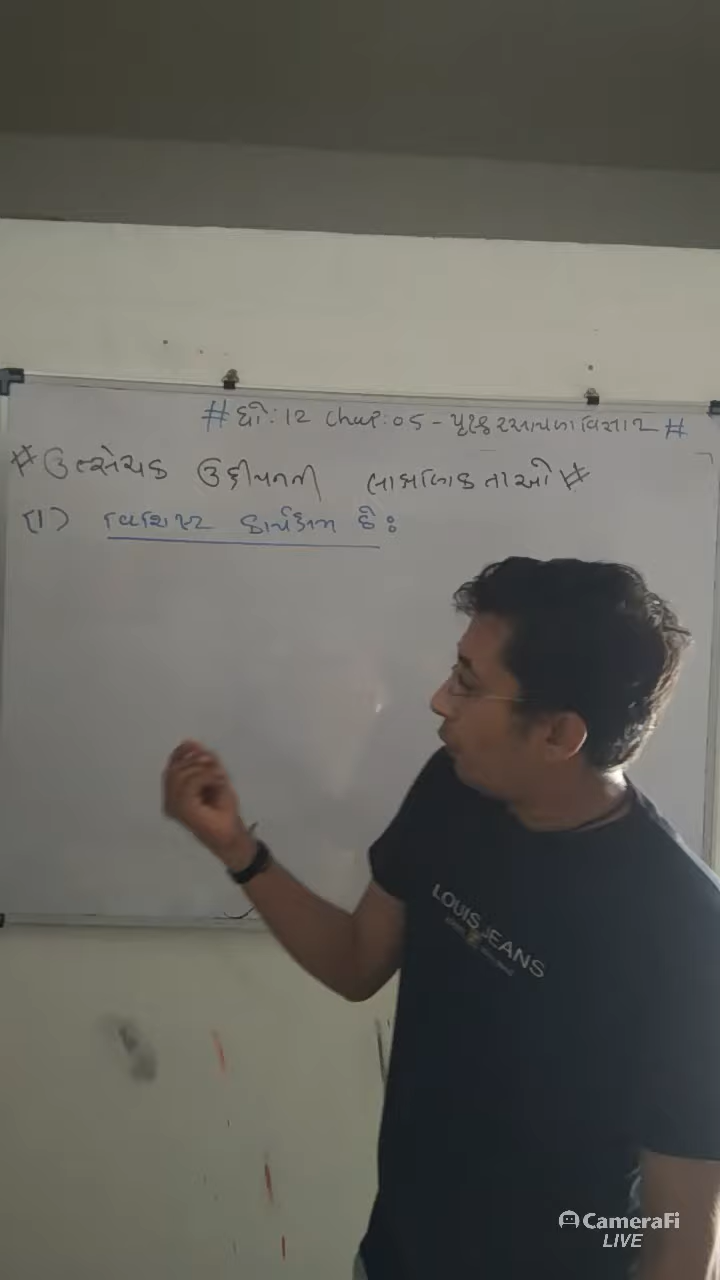 # ધો:12 Chap:05 - પૃષ્ઠ રસાયણ વિજ્ઞાન #
# ઉત્સેચક ઉદ્દીપનની લાક્ષણિકતાઓ #
(1) વિશિષ્ટ કાર્યક્ષમ છે:
LOUIS JEANS
CameraFi
LIVE